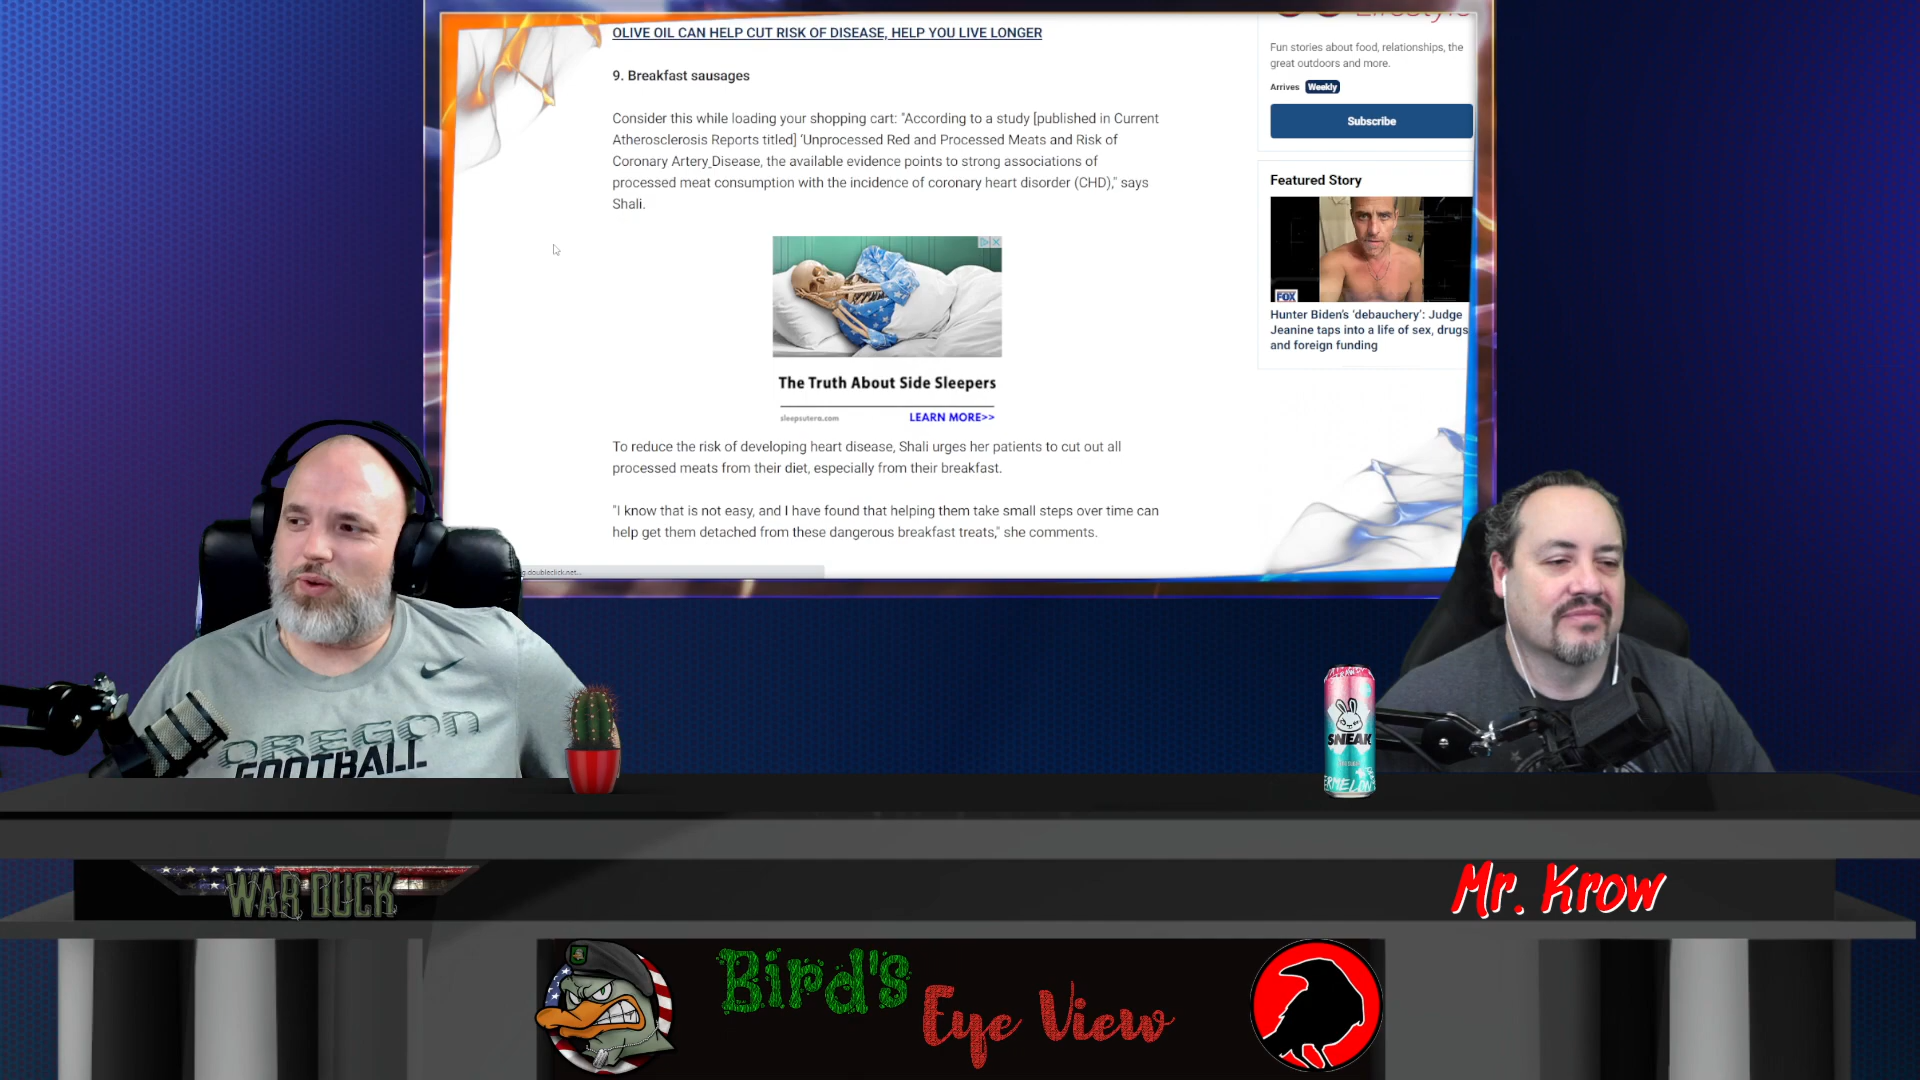 OLIVE OIL CAN HELP CUT RISK OF DISEASE, HELP YOU LIVE LONGER
9. Breakfast sausages
Consider this while loading your shopping cart: "According to a study [published in Current
Atherosclerosis Reports titled] ‘Unprocessed Red and Processed Meats and Risk of
Coronary Artery Disease, the available evidence points to strong associations of
processed meat consumption with the incidence of coronary heart disorder (CHD)," says
Shali.
The Truth About Side Sleepers
sleepsutera.com
LEARN MORE>>
To reduce the risk of developing heart disease, Shali urges her patients to cut out all
processed meats from their diet, especially from their breakfast.
"I know that is not easy, and I have found that helping them take small steps over time can
help get them detached from these dangerous breakfast treats," she comments.
g.doubleclick.net...
Lifestyle
Fun stories about food, relationships, the
great outdoors and more.
Arrives Weekly
Subscribe
Featured Story
FOX
Hunter Biden’s ‘debauchery’: Judge
Jeanine taps into a life of sex, drugs
and foreign funding
OREGON
FOOTBALL
SNEAK
WAR DUCK
Mr. Krow
Bird's
Eye View